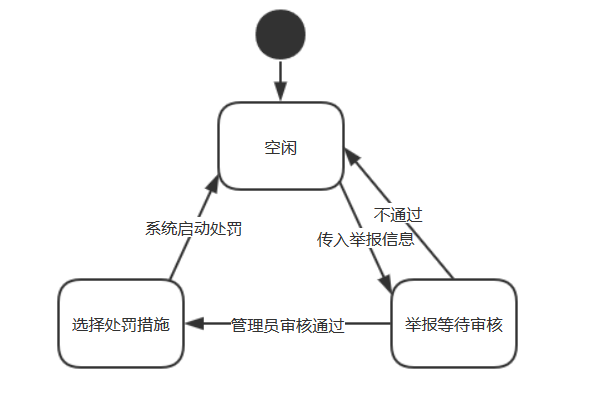 空闲
不通过
系统启动处罚
传入举报信息
选择处罚措施
管理员审核通过
举报等待审核